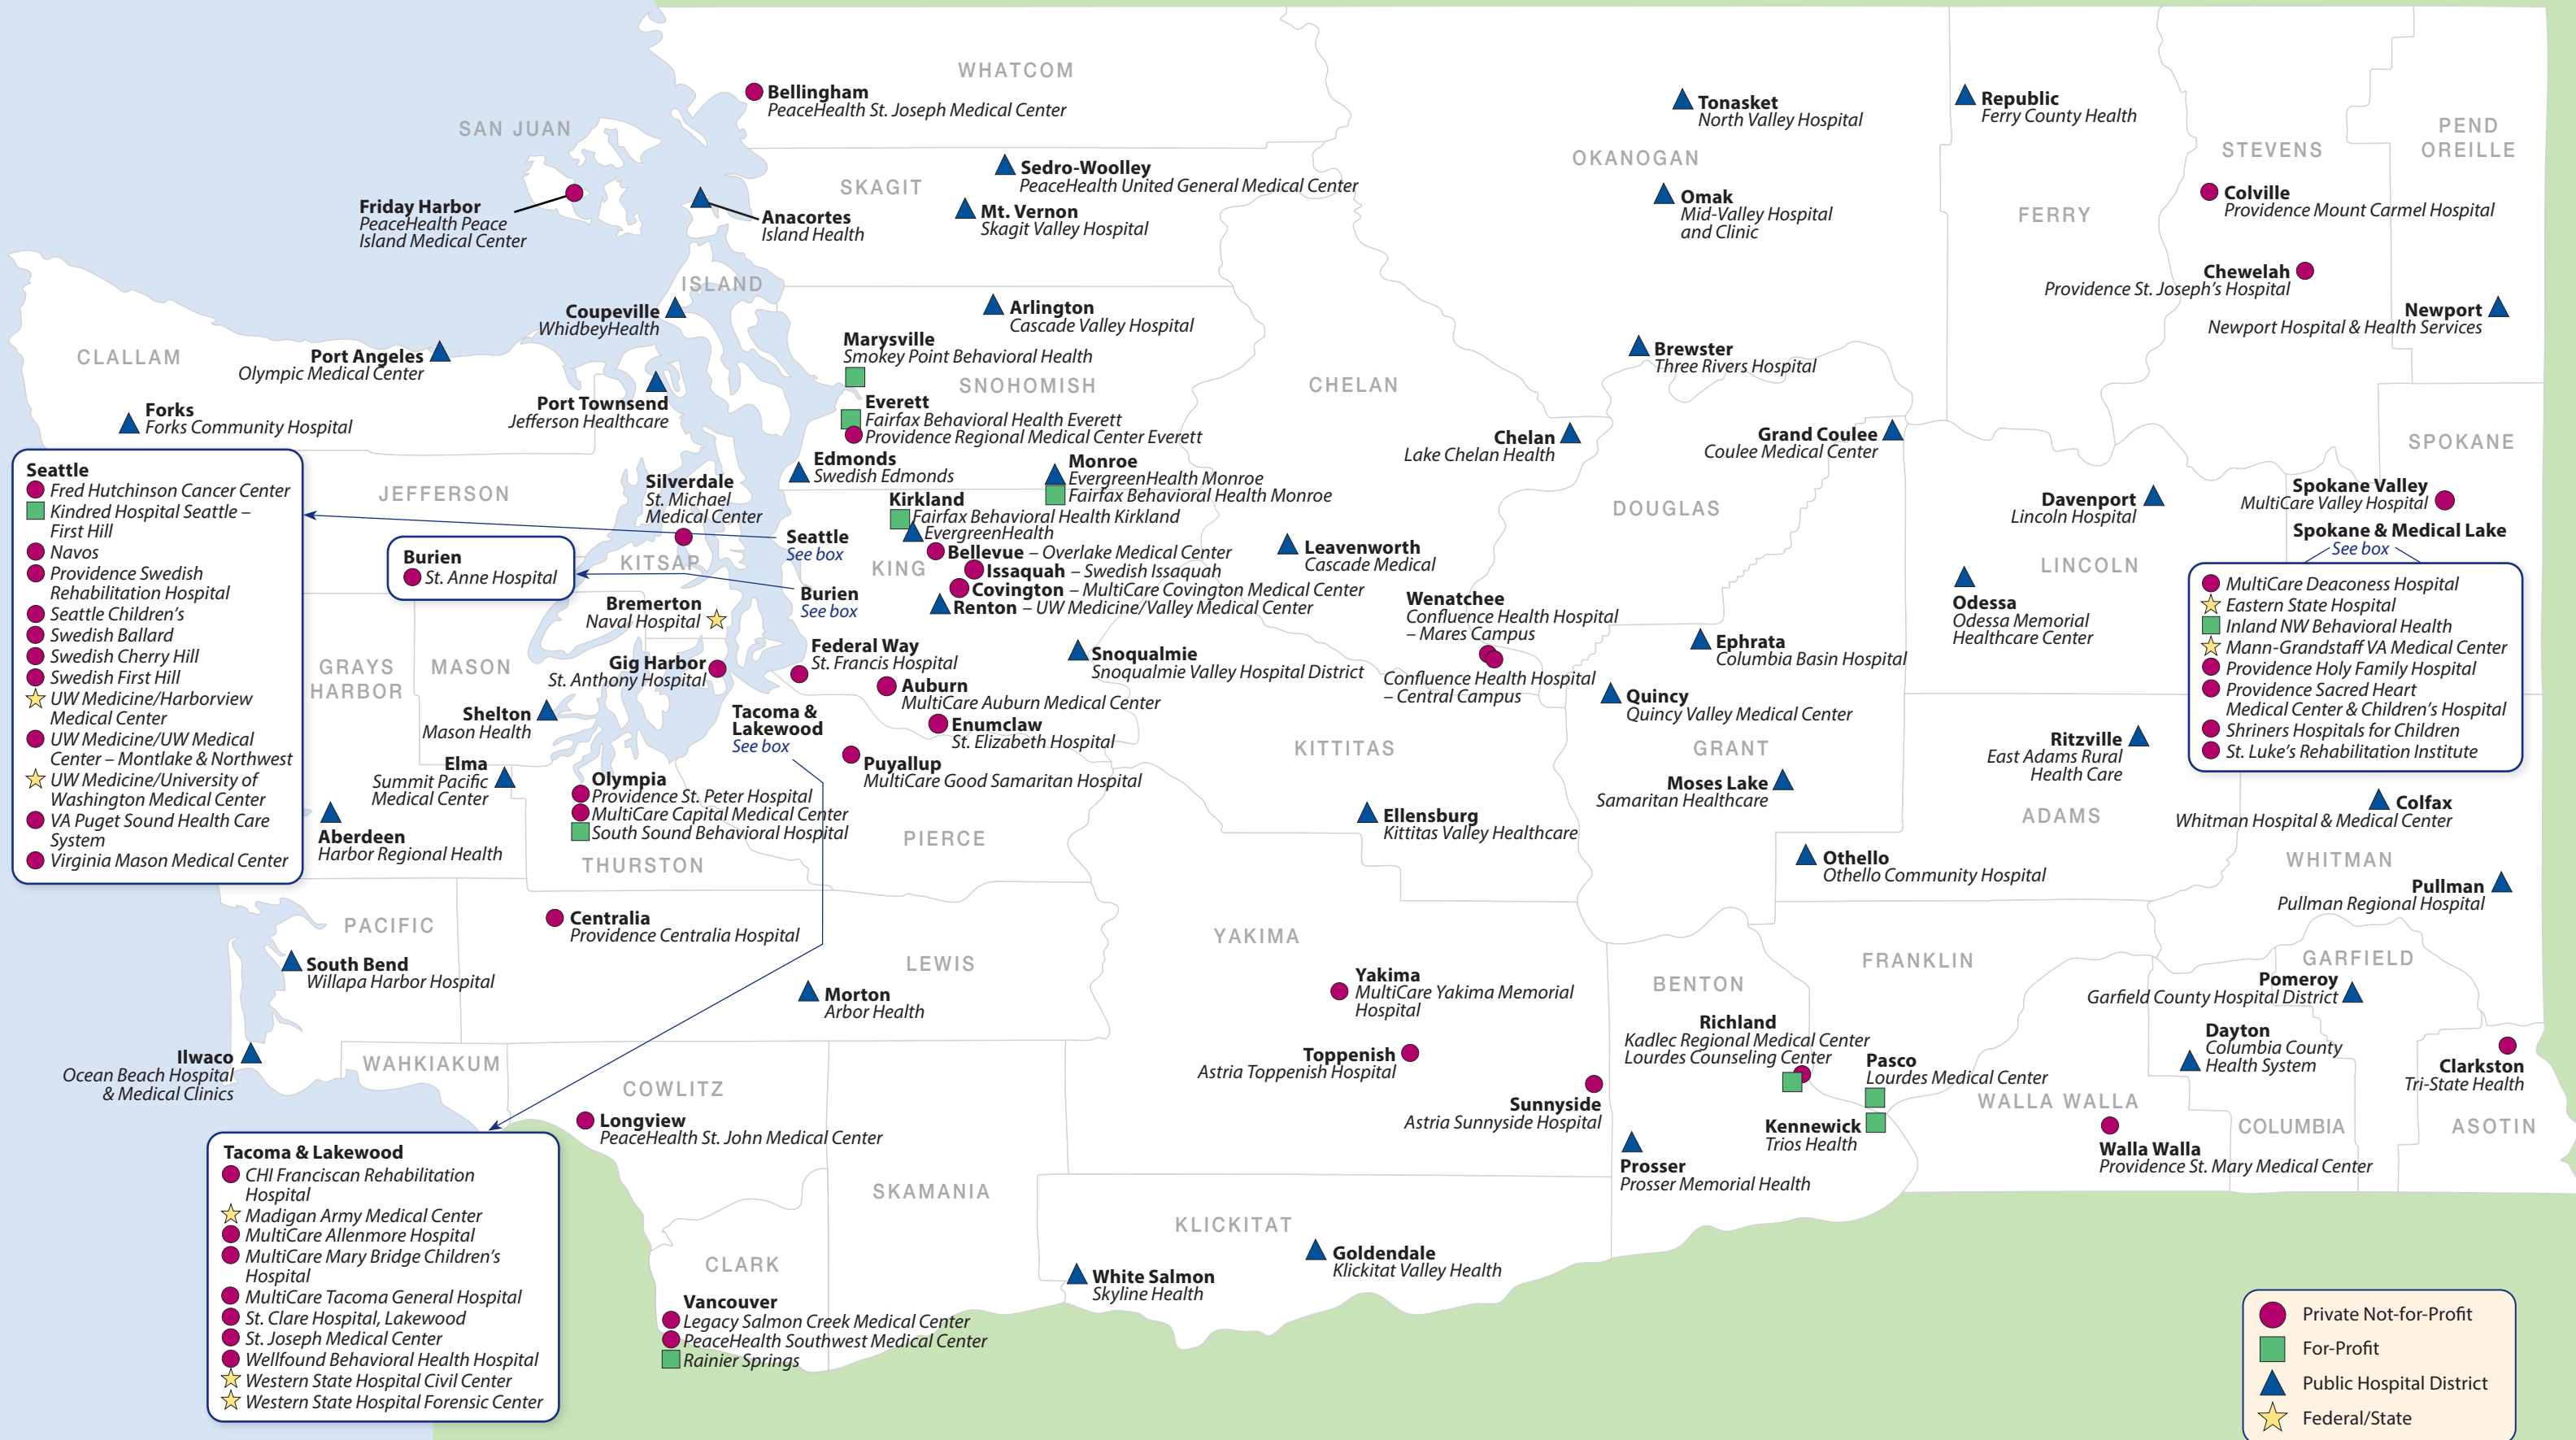 WHATCOM
Bellingham
PeaceHealth St. Joseph Medical Center
SAN JUAN
Friday Harbor
PeaceHealth Peace
Island Medical Center
SKAGIT
Sedro-Woolley
PeaceHealth United General Medical Center
Mt. Vernon
Skagit Valley Hospital
Anacortes
Island Health
ISLAND
Coupeville
WhidbeyHealth
OKANOGAN
Tonasket
North Valley Hospital
Omak
Mid-Valley Hospital
and Clinic
Brewster
Three Rivers Hospital
Republic
Ferry County Health
FERRY
STEVENS
Colville
Providence Mount Carmel Hospital
Chewelah
Providence St. Joseph’s Hospital
PEND
OREILLE
Newport
Newport Hospital & Health Services
CLALLAM
Port Angeles
Olympic Medical Center
Forks
Forks Community Hospital
Port Townsend
Jefferson Healthcare
JEFFERSON
Arlington
Cascade Valley Hospital
Marysville
Smokey Point Behavioral Health
SNOHOMISH
Everett
Fairfax Behavioral Health Everett
Providence Regional Medical Center Everett
Edmonds
Swedish Edmonds
Monroe
EvergreenHealth Monroe
Fairfax Behavioral Health Monroe
Kirkland
Fairfax Behavioral Health Kirkland
EvergreenHealth
KING
Bellevue – Overlake Medical Center
Issaquah – Swedish Issaquah
Covington – MultiCare Covington Medical Center
Renton – UW Medicine/Valley Medical Center
Snoqualmie
Snoqualmie Valley Hospital District
Federal Way
St. Francis Hospital
Auburn
MultiCare Auburn Medical Center
Enumclaw
St. Elizabeth Hospital
Seattle
See box
Burien
See box
Silverdale
St. Michael
Medical Center
KITSAP
Bremerton
Naval Hospital
Gig Harbor
St. Anthony Hospital
Seattle
Fred Hutchinson Cancer Center
Kindred Hospital Seattle –
First Hill
Navos
Providence Swedish
Rehabilitation Hospital
Seattle Children’s
Swedish Ballard
Swedish Cherry Hill
Swedish First Hill
UW Medicine/Harborview
Medical Center
UW Medicine/UW Medical
Center – Montlake & Northwest
UW Medicine/University of
Washington Medical Center
VA Puget Sound Health Care
System
Virginia Mason Medical Center
Burien
St. Anne Hospital
GRAYS
HARBOR
MASON
Shelton
Mason Health
Elma
Summit Pacific
Medical Center
Aberdeen
Harbor Regional Health
Olympia
Providence St. Peter Hospital
MultiCare Capital Medical Center
South Sound Behavioral Hospital
THURSTON
Tacoma &
Lakewood
See box
Puyallup
MultiCare Good Samaritan Hospital
PIERCE
CHELAN
Chelan
Lake Chelan Health
Leavenworth
Cascade Medical
Wenatchee
Confluence Health Hospital
– Mares Campus
Confluence Health Hospital
– Central Campus
DOUGLAS
Grand Coulee
Coulee Medical Center
Ephrata
Columbia Basin Hospital
Quincy
Quincy Valley Medical Center
GRANT
Moses Lake
Samaritan Healthcare
KITTITAS
Ellensburg
Kittitas Valley Healthcare
LINCOLN
Davenport
Lincoln Hospital
Odessa
Odessa Memorial
Healthcare Center
SPOKANE
Spokane Valley
MultiCare Valley Hospital
Spokane & Medical Lake
See box
MultiCare Deaconess Hospital
Eastern State Hospital
Inland NW Behavioral Health
Mann-Grandstaff VA Medical Center
Providence Holy Family Hospital
Providence Sacred Heart
Medical Center & Children’s Hospital
Shriners Hospitals for Children
St. Luke’s Rehabilitation Institute
ADAMS
Ritzville
East Adams Rural
Health Care
Othello
Othello Community Hospital
WHITMAN
Colfax
Whitman Hospital & Medical Center
Pullman
Pullman Regional Hospital
PACIFIC
South Bend
Willapa Harbor Hospital
Ilwaco
Ocean Beach Hospital
& Medical Clinics
Centralia
Providence Centralia Hospital
LEWIS
Morton
Arbor Health
WAHKIAKUM
COWLITZ
Longview
PeaceHealth St. John Medical Center
SKAMANIA
YAKIMA
Yakima
MultiCare Yakima Memorial
Hospital
Toppenish
Astria Toppenish Hospital
Sunnyside
Astria Sunnyside Hospital
BENTON
Richland
Kadlec Regional Medical Center
Lourdes Counseling Center
Pasco
Lourdes Medical Center
Kennewick
Trios Health
Prosser
Prosser Memorial Health
FRANKLIN
WALLA WALLA
Walla Walla
Providence St. Mary Medical Center
GARFIELD
Pomeroy
Garfield County Hospital District
Dayton
Columbia County
Health System
COLUMBIA
Clarkston
Tri-State Health
ASOTIN
Tacoma & Lakewood
CHI Franciscan Rehabilitation
Hospital
Madigan Army Medical Center
MultiCare Allenmore Hospital
MultiCare Mary Bridge Children’s
Hospital
MultiCare Tacoma General Hospital
St. Clare Hospital, Lakewood
St. Joseph Medical Center
Wellfound Behavioral Health Hospital
Western State Hospital Civil Center
Western State Hospital Forensic Center
CLARK
Vancouver
Legacy Salmon Creek Medical Center
PeaceHealth Southwest Medical Center
Rainier Springs
KLICKITAT
White Salmon
Skyline Health
Goldendale
Klickitat Valley Health
Private Not-for-Profit
For-Profit
Public Hospital District
Federal/State